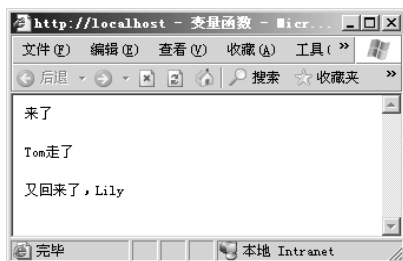 http://localhost - 变量函数 - Micr...
文件(F) 编辑(E) 查看(V) 收藏(A) 工具( »
后退 搜索 收藏夹 »
来了
Tom走了
又回来了，Lily
完毕 本地 Intranet